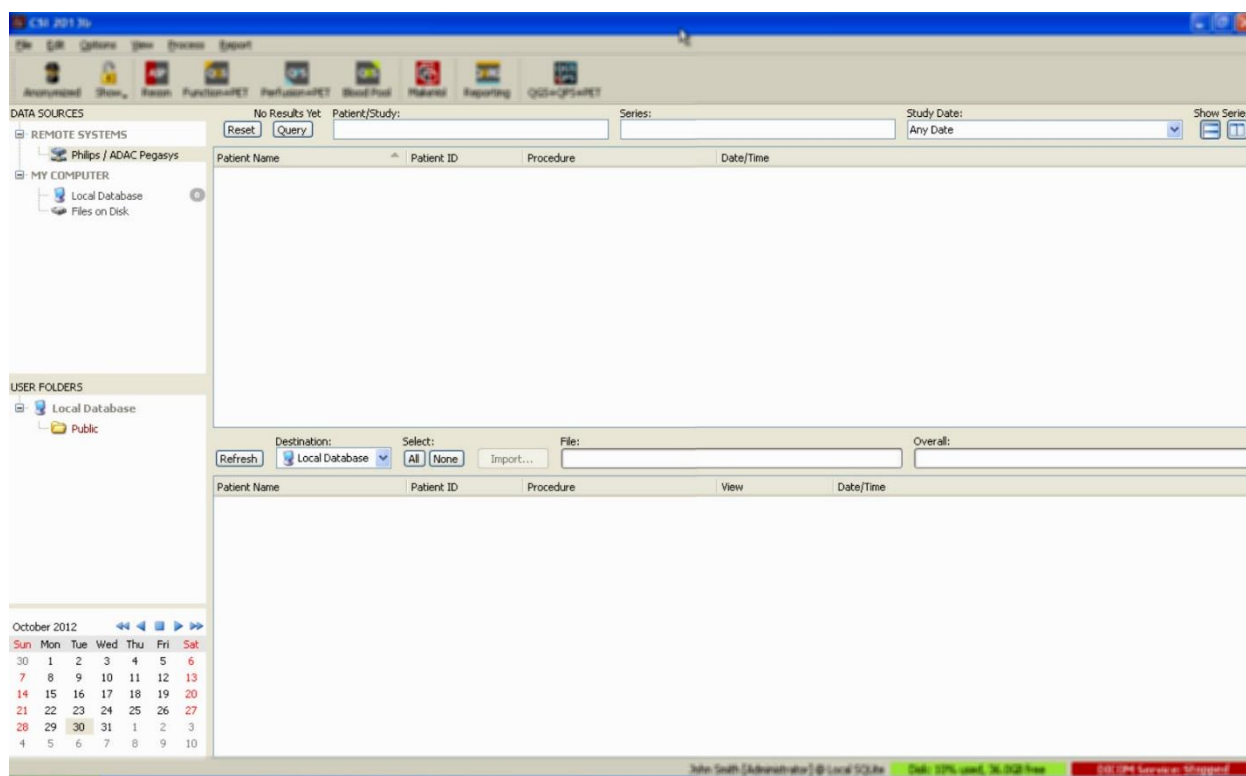 CSI 2013b
File Edit Options View Process Export
Anonymized Show Recon Function+PET Perfusion+PET Blood Pool Material Reporting QGS+QPS+PET
DATA SOURCES
REMOTE SYSTEMS
Philips / ADAC Pegasys
MY COMPUTER
Local Database
Files on Disk
No Results Yet Patient/Study: Series: Study Date: Show Serie
Reset Query Any Date
Patient Name Patient ID Procedure Date/Time
USER FOLDERS
Local Database
Public
Destination: Select: File: Overall:
Refresh Local Database All None Import...
Patient Name Patient ID Procedure View Date/Time
October 2012
Sun Mon Tue Wed Thu Fri Sat
30 1 2 3 4 5 6
7 8 9 10 11 12 13
14 15 16 17 18 19 20
21 22 23 24 25 26 27
28 29 30 31 1 2 3
4 5 6 7 8 9 10
John Smith [Administrator] @ Local SQLite Disk: used, 36.0GB free DICOM Service: Stopped